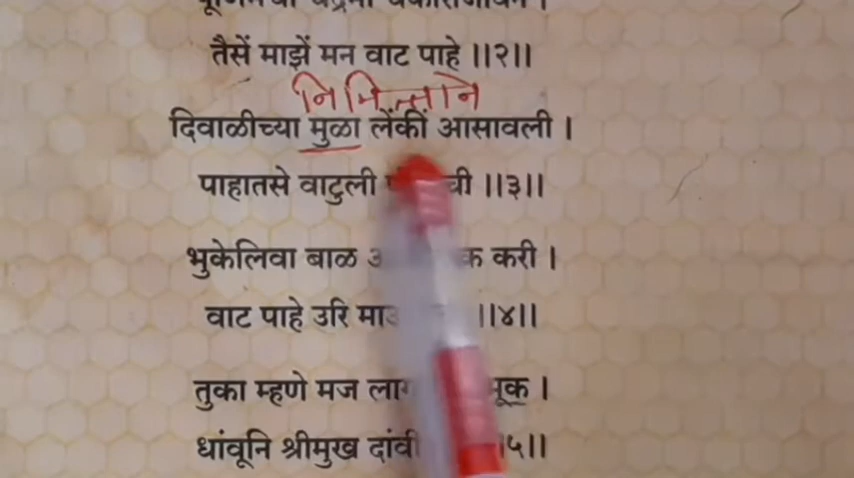 तैसें माझें मन वाट पाहे ।।२।।
निमित्ताने
दिवाळीच्या मुळा लेंकीं आसावली ।
पाहातसे वाटुली ।।३।।
भुकेलिवा बाळ करी ।
वाट पाहे उरि ।।४।।
तुका म्हणे मज ।
धांवूनि श्रीमुख दांवी ।।५।।